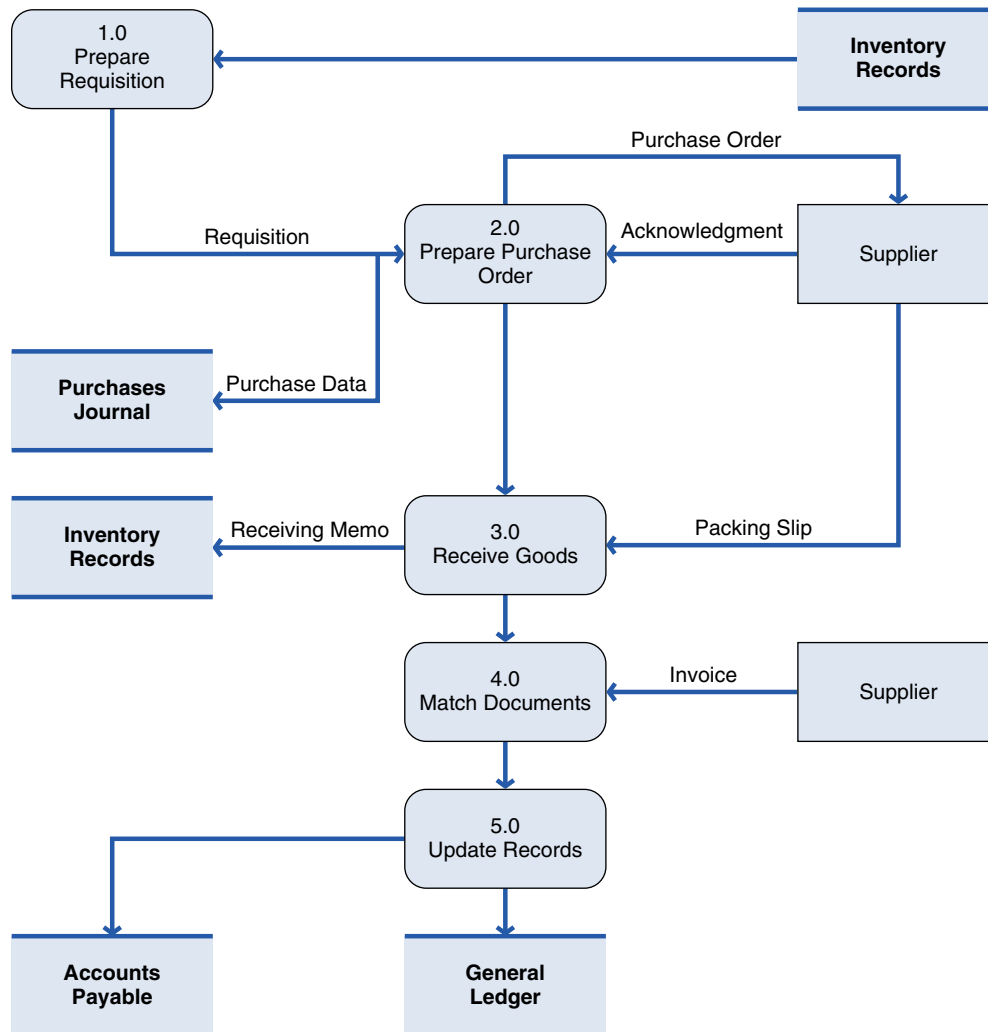 1.0
Prepare
Requisition
Inventory
Records
Purchase Order
Requisition
2.0
Prepare Purchase
Order
Acknowledgment
Supplier
Purchases
Journal
Purchase Data
Inventory
Records
Receiving Memo
3.0
Receive Goods
Packing Slip
4.0
Match Documents
Invoice
Supplier
5.0
Update Records
Accounts
Payable
General
Ledger